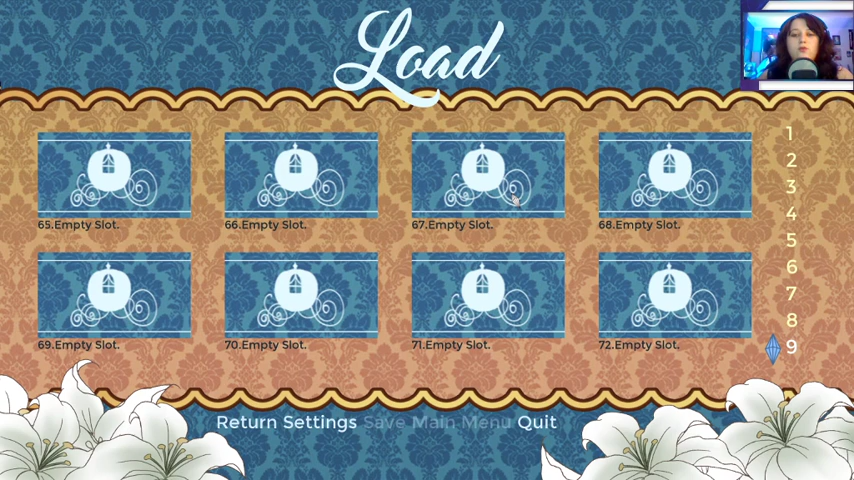 Load
65.Empty Slot.
66.Empty Slot.
67.Empty Slot.
68.Empty Slot.
69.Empty Slot.
70.Empty Slot.
71.Empty Slot.
72.Empty Slot.
1
2
3
4
5
6
7
8
9
Return Settings Save Main Menu Quit